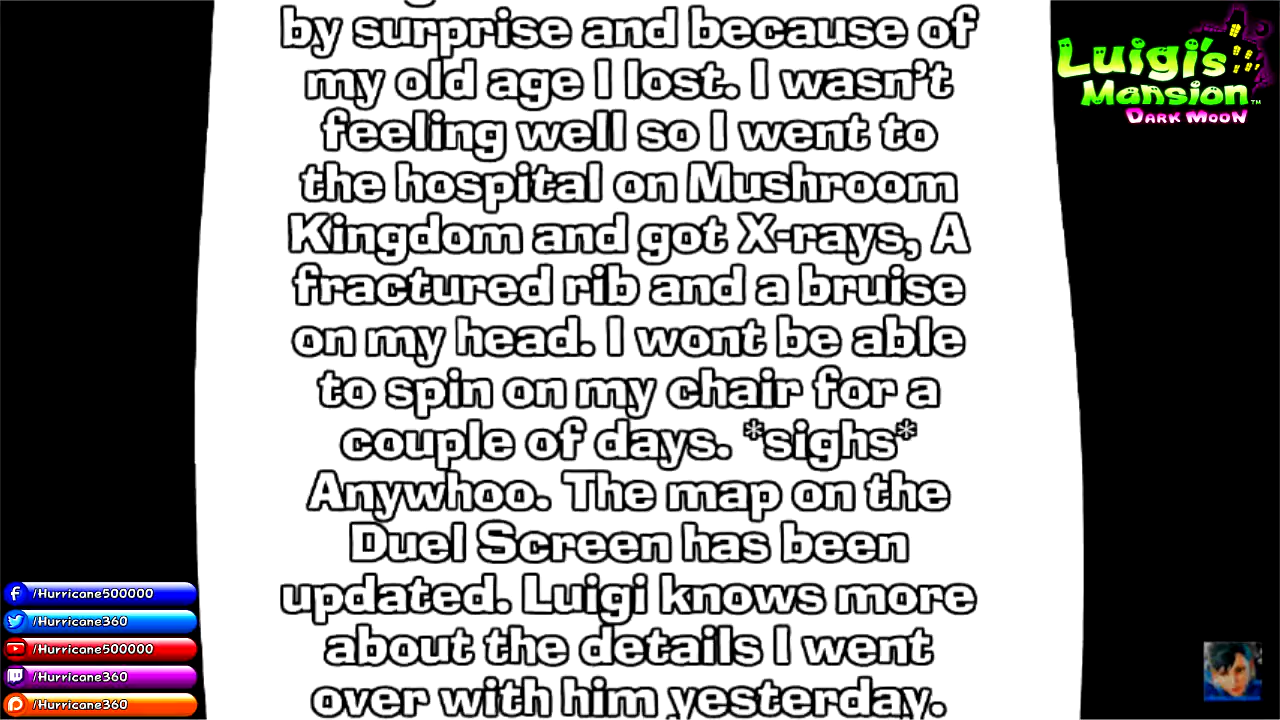 by surprise and because of
my old age I lost. I wasn't
feeling well so I went to
the hospital on Mushroom
Kingdom and got X-rays, A
fractured rib and a bruise
on my head. I wont be able
to spin on my chair for a
couple of days. *sighs*
Anywhoo. The map on the
Duel Screen has been
updated. Luigi knows more
about the details I went
over with him yesterday.
Luigi's
Mansion™
Dark Moon
/Hurricane500000
/Hurricane360
/Hurricane500000
/Hurricane360
/Hurricane360